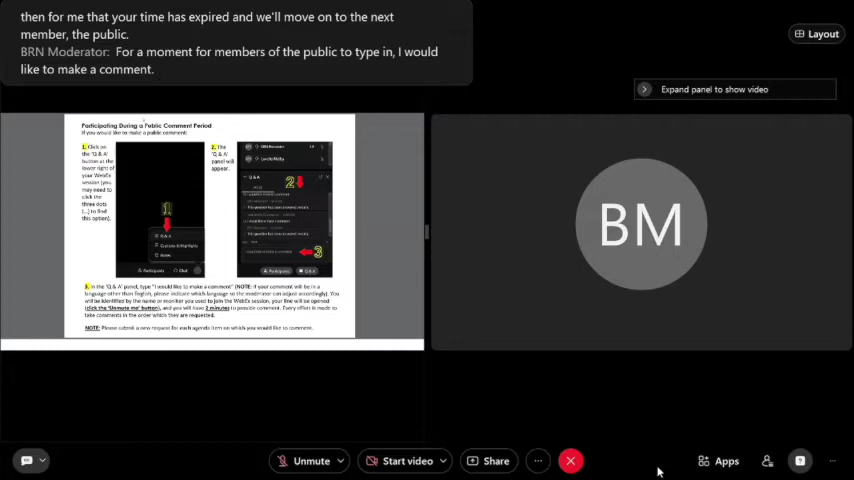 then for me that your time has expired and we'll move on to the next
member, the public.
BRN Moderator: For a moment for members of the public to type in, I would
like to make a comment.
Layout
Expand panel to show video
Participating During a Public Comment Period
If you would like to make a public comment:
1. Click on
the 'Q & A'
button at the
lower right of
your WebEx
session (you
may need to
click the
three dots
(...) to find
this option).
1
Q & A
Notes
Participants
Chat
2. The
'Q & A'
panel will
appear.
Q & A
2
3
Participants
Q & A
3. In the 'Q & A' panel, type "I would like to make a comment" (NOTE: If your comment will be in a
language other than English, please indicate which language so the moderator can adjust accordingly). You
will be identified by the name or moniker you used to join the WebEx session, your line will be opened
(click the 'Unmute me' button), and you will have 2 minutes to provide comment. Every effort is made to
take comments in the order which they are requested.
NOTE: Please submit a new request for each agenda item on which you would like to comment.
BM
Unmute
Start video
Share
Apps